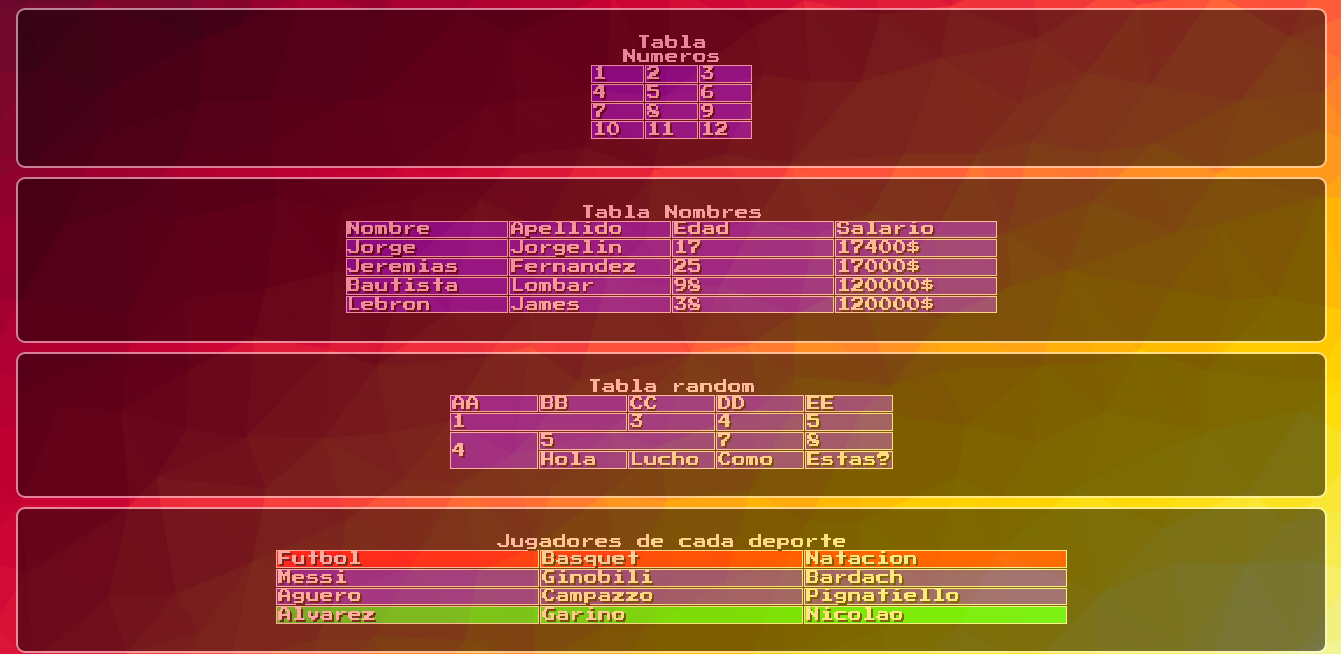 Tabla
Numeros
1 2 3
4 5 6
7 8 9
10 11 12
Tabla Nombres
Nombre Apellido Edad Salario
Jorge Jorgelin 17 17400$
Jeremias Fernandez 25 17000$
Bautista Lombar 98 120000$
Lebron James 38 120000$
Tabla random
AA BB CC DD EE
1 3 4 5
4 5 7 8
Hola Lucho Como Estas?
Jugadores de cada deporte
Futbol Basquet Natacion
Messi Ginobili Bardach
Aguero Campazzo Pignatiello
Alvarez Garino Nicolao